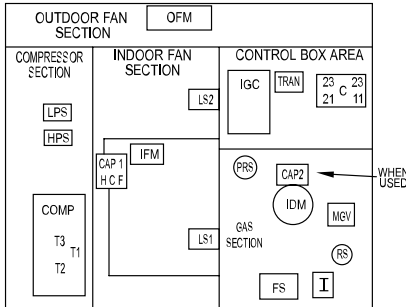 OUTDOOR FAN
SECTION
OFM
COMPRESSOR
SECTION
LPS
HPS
COMP
T3
T1
T2
INDOOR FAN
SECTION
LS2
IFM
CAP 1
H C F
LS1
CONTROL BOX AREA
IGC
TRAN
23 23
C
21 11
PRS
CAP2
WHEN
USED
IDM
MGV
GAS
SECTION
RS
FS
I